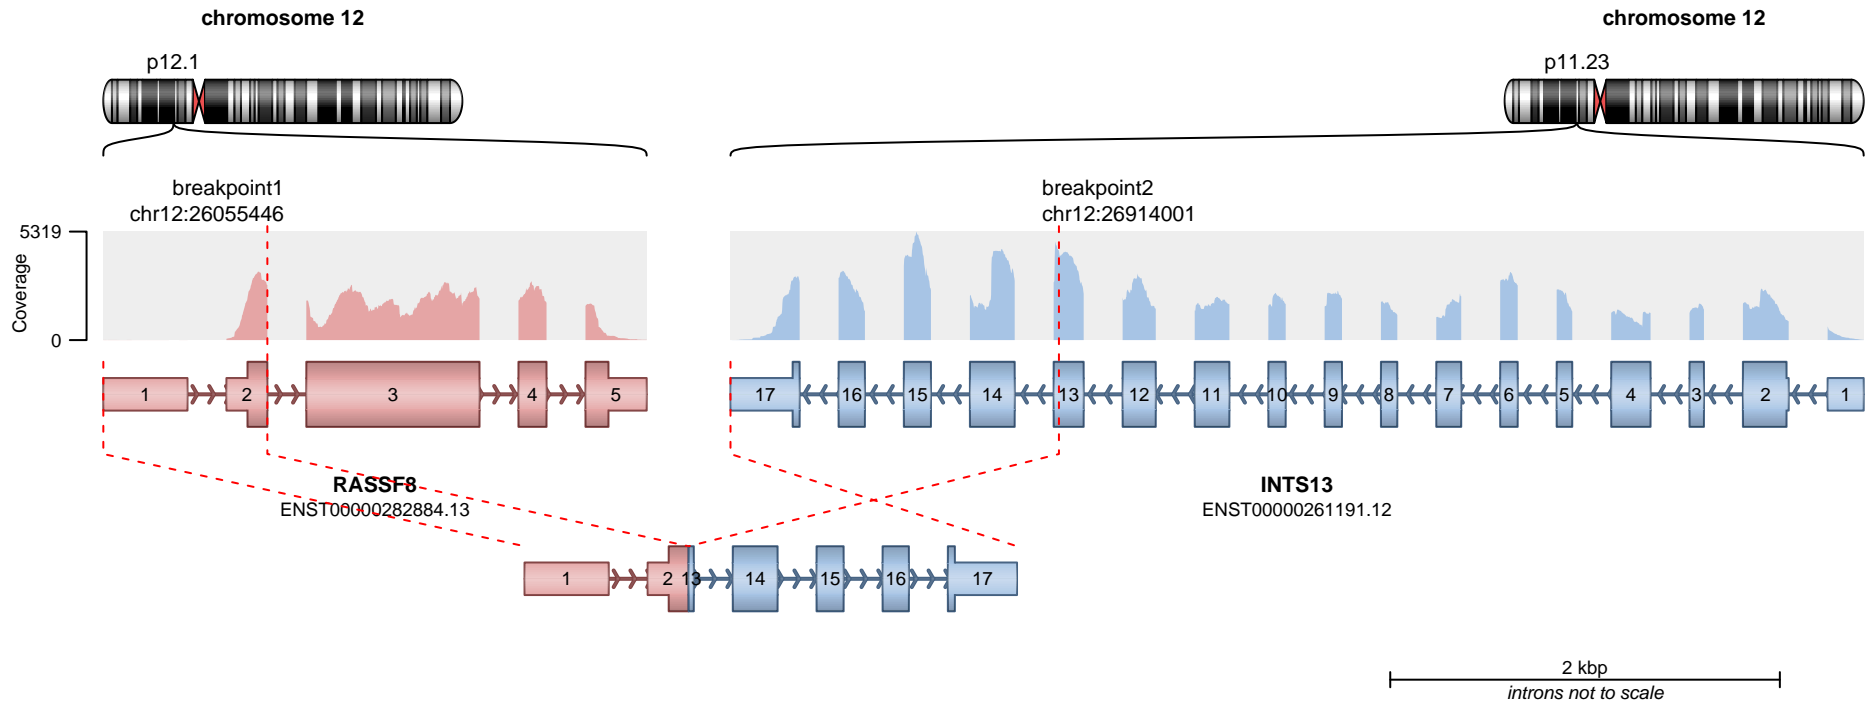 chromosome 12
chromosome 12
p12.1
p11.23
breakpoint1
chr12:26055446
breakpoint2
chr12:26914001
5319
Coverage
0
1 2 3 4 5
17 16 15 14 13 12 11 10 9 8 7 6 5 4 3 2 1
RASSF8
ENST00000282884.13
INTS13
ENST00000261191.12
1 2 13 14 15 16 17
2 kbp
introns not to scale